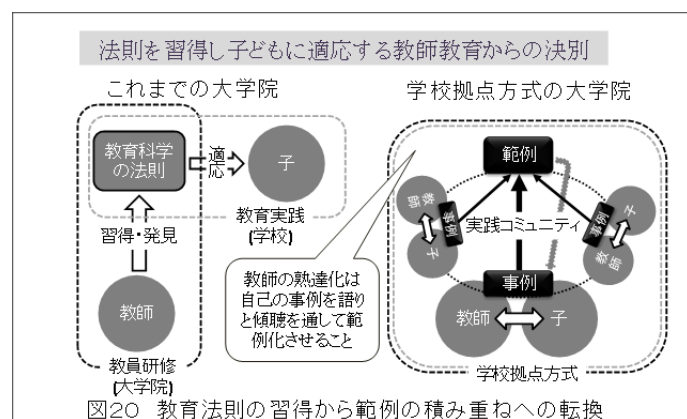 法則を習得し子どもに適応する教師教育からの決別
これまでの大学院
教育科学
の法則
適応
子
教育実践
(学校)
習得・発見
教師
教員研修
(大学院)
学校拠点方式の大学院
範例
教師
事例
子
実践コミュニティ
子
事例
教師
事例
教師
子
教師の熟達化は
自己の事例を語り
と傾聴を通して範
例化させること
学校拠点方式
図20 教育法則の習得から範例の積み重ねへの転換